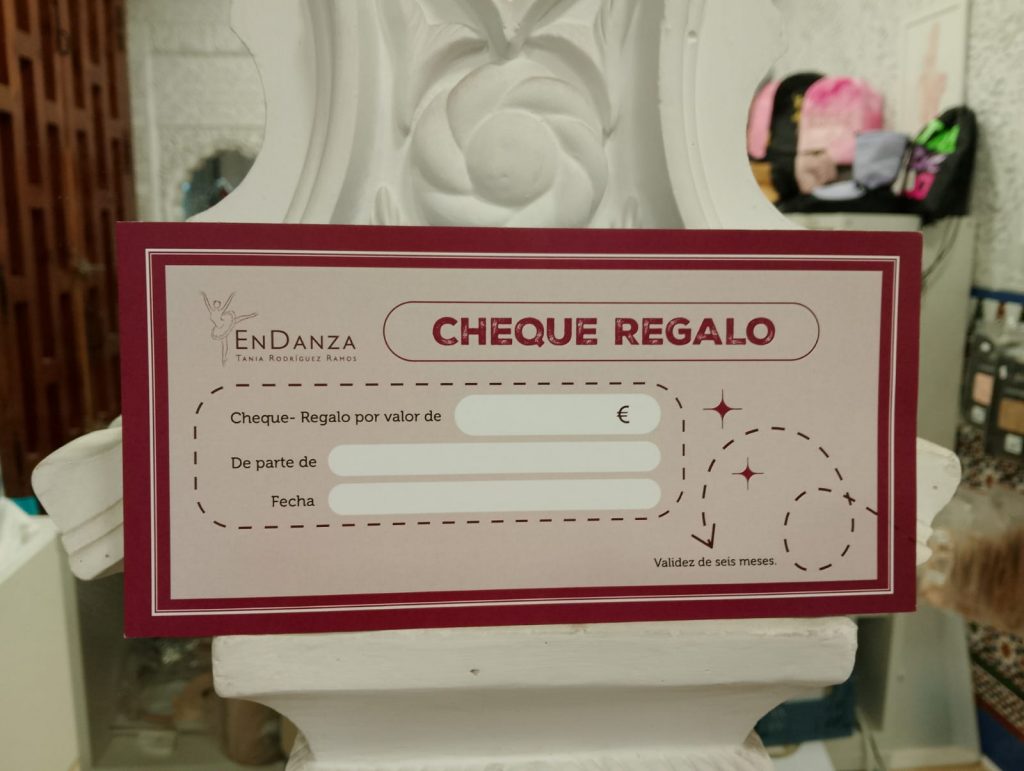 EnDanza
Tania Rodríguez Ramos
CHEQUE REGALO
Cheque- Regalo por valor de €
De parte de
Fecha
Validez de seis meses.